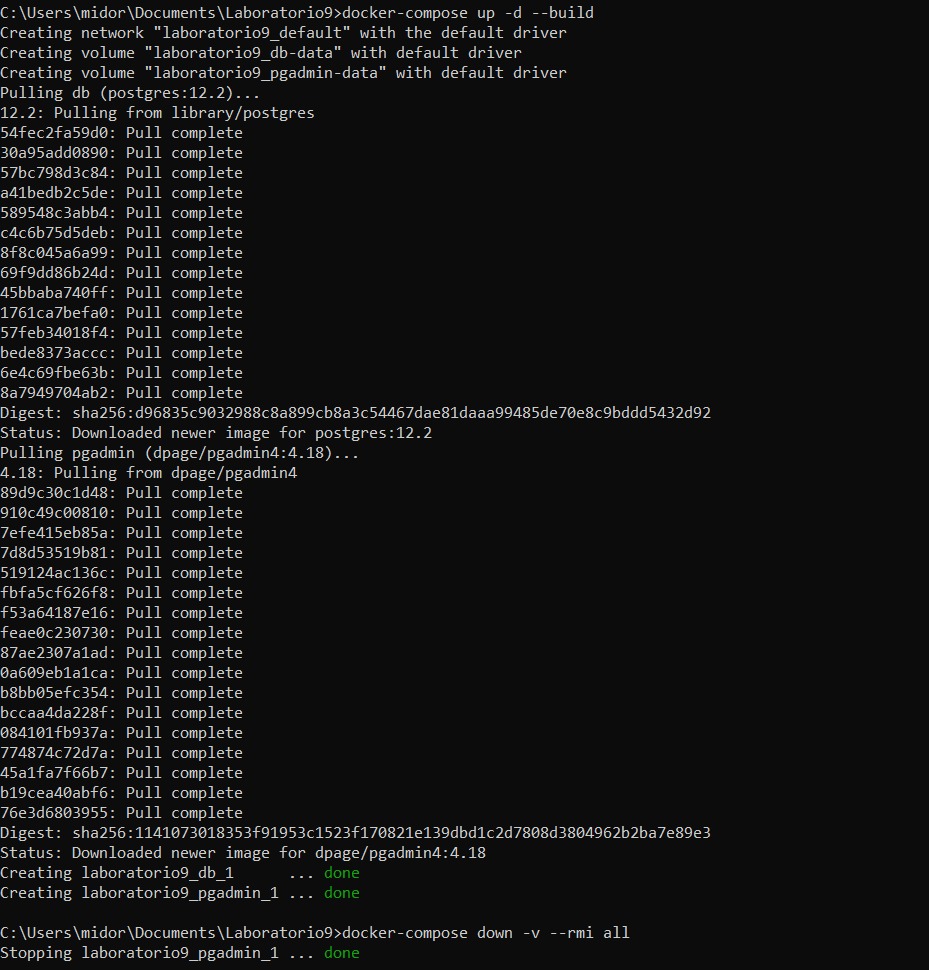 C:\Users\midor\Documents\Laboratorio9>docker-compose up -d --build
Creating network "laboratorio9_default" with the default driver
Creating volume "laboratorio9_db-data" with default driver
Creating volume "laboratorio9_pgadmin-data" with default driver
Pulling db (postgres:12.2)...
12.2: Pulling from library/postgres
54fec2fa59d0: Pull complete
30a95add0890: Pull complete
57bc798d3c84: Pull complete
a41bedb2c5de: Pull complete
589548c3abb4: Pull complete
c4c6b75d5deb: Pull complete
8f8c045a6a99: Pull complete
69f9dd86b24d: Pull complete
45bbaba740ff: Pull complete
1761ca7befa0: Pull complete
57feb34018f4: Pull complete
bede8373accc: Pull complete
6e4c69fbe63b: Pull complete
8a7949704ab2: Pull complete
Digest: sha256:d96835c9032988c8a899cb8a3c54467dae81daaa99485de70e8c9bddd5432d92
Status: Downloaded newer image for postgres:12.2
Pulling pgadmin (dpage/pgadmin4:4.18)...
4.18: Pulling from dpage/pgadmin4
89d9c30c1d48: Pull complete
910c49c00810: Pull complete
7efe415eb85a: Pull complete
7d8d53519b81: Pull complete
519124ac136c: Pull complete
fbfa5cf626f8: Pull complete
f53a64187e16: Pull complete
feae0c230730: Pull complete
87ae2307a1ad: Pull complete
0a609eb1a1ca: Pull complete
b8bb05efc354: Pull complete
bccaa4da228f: Pull complete
084101fb937a: Pull complete
774874c72d7a: Pull complete
45a1fa7f66b7: Pull complete
b19cea40abf6: Pull complete
76e3d6803955: Pull complete
Digest: sha256:1141073018353f91953c1523f170821e139dbd1c2d7808d3804962b2ba7e89e3
Status: Downloaded newer image for dpage/pgadmin4:4.18
Creating laboratorio9_db_1      ... done
Creating laboratorio9_pgadmin_1 ... done
C:\Users\midor\Documents\Laboratorio9>docker-compose down -v --rmi all
Stopping laboratorio9_pgadmin_1 ... done